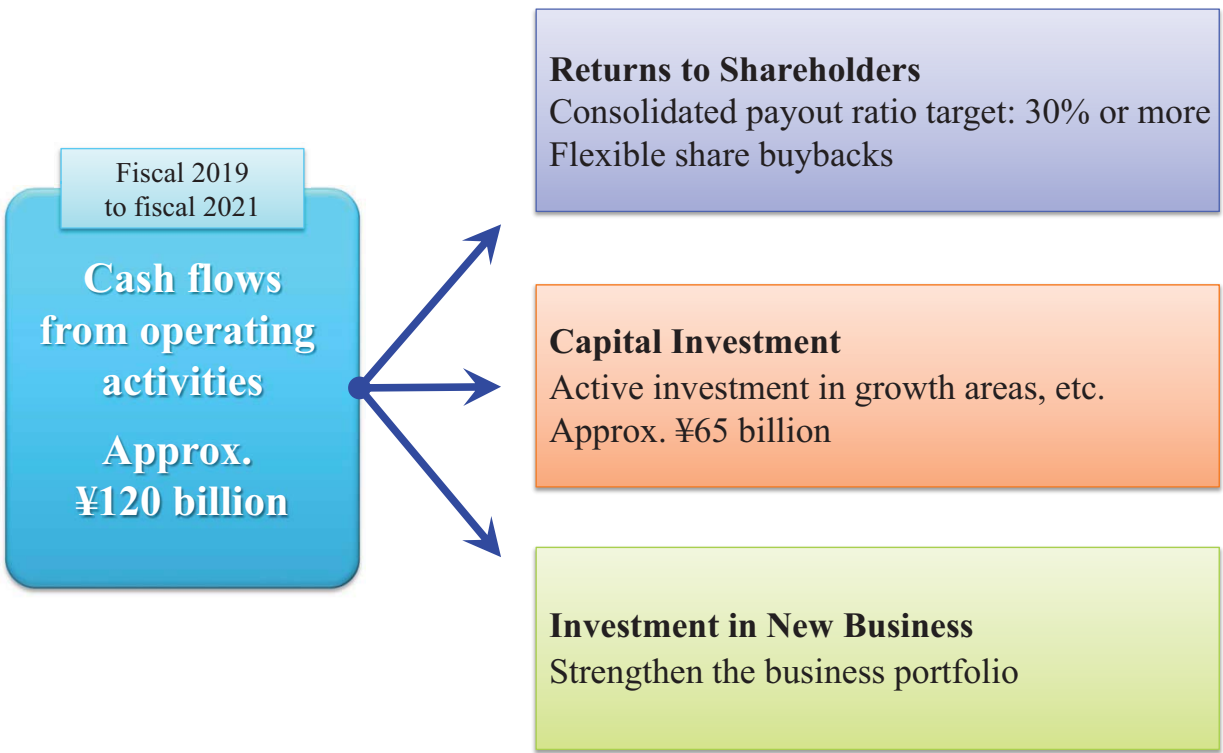 Fiscal 2019
to fiscal 2021
Cash flows
from operating
activities
Approx.
¥120 billion
Returns to Shareholders
Consolidated payout ratio target: 30% or more
Flexible share buybacks
Capital Investment
Active investment in growth areas, etc.
Approx. ¥65 billion
Investment in New Business
Strengthen the business portfolio